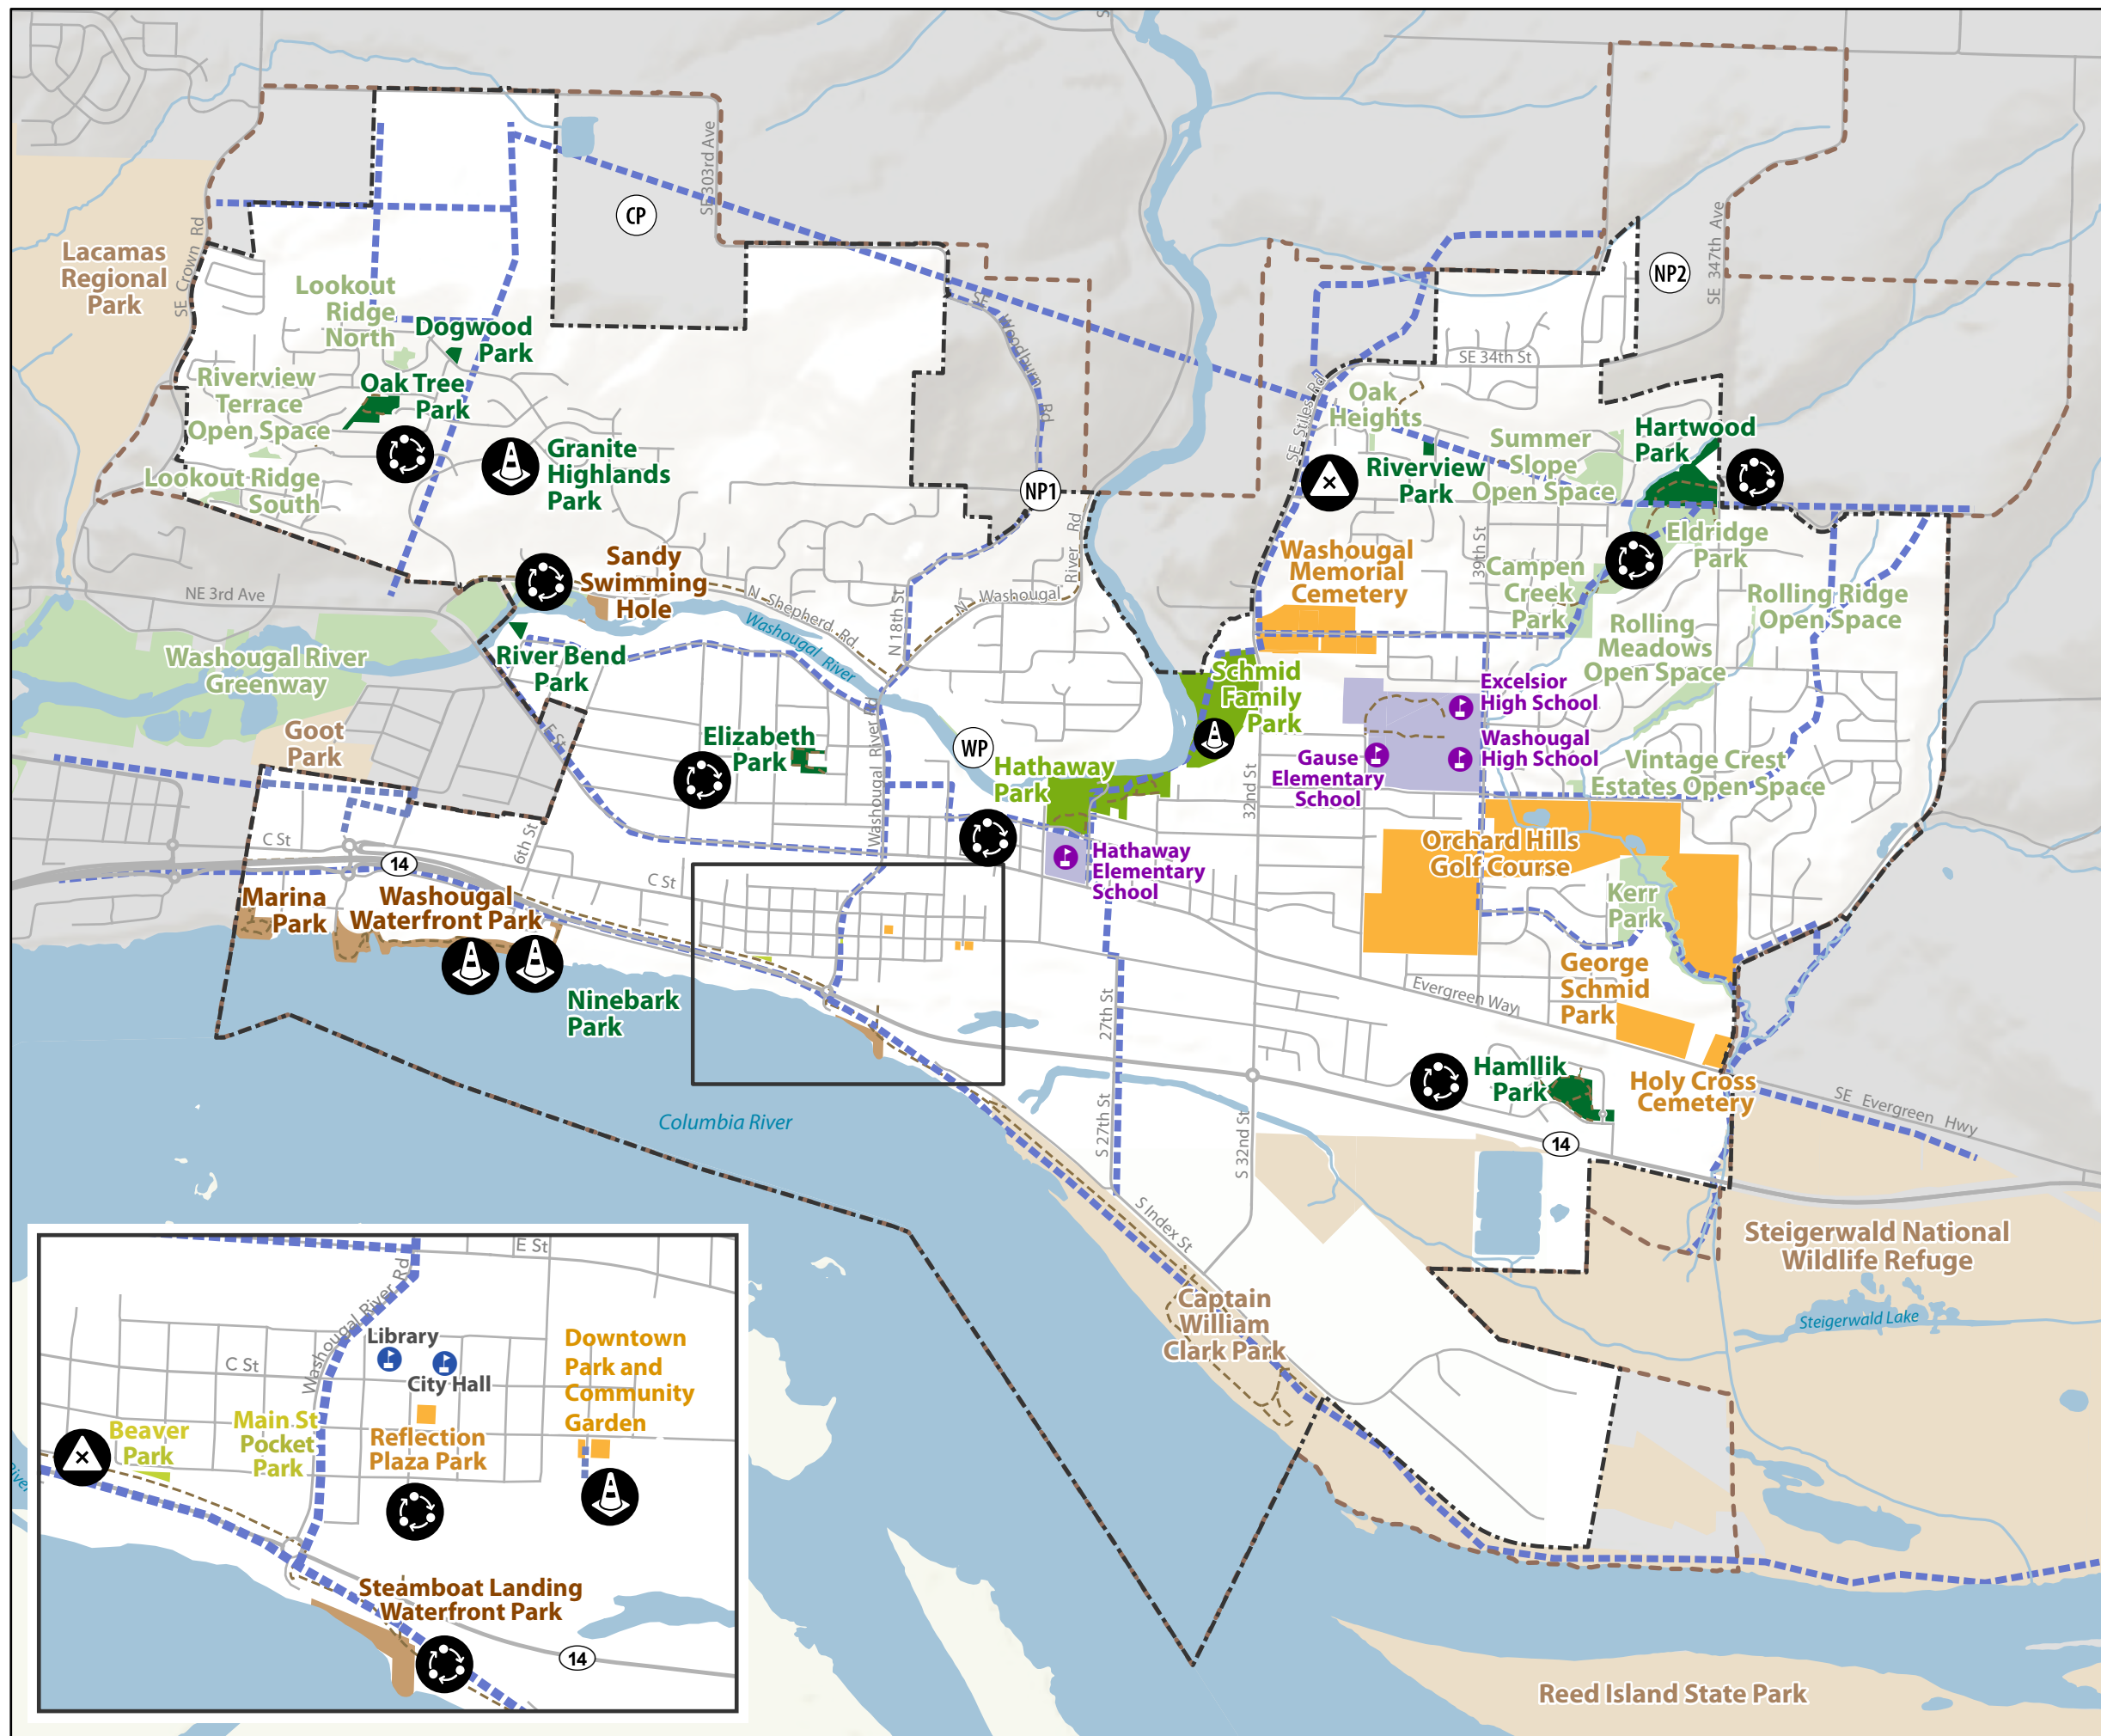 SE 303rd Ave
CP
SE Crown Rd
Lacamas
Regional
Park
NP2
SE 347th Ave
Lookout
Ridge
North
Dogwood
Park
SE Woodburn Rd
SE 34th St
Riverview
Terrace
Open Space
Oak Tree
Park
SE Stiles Rd
Oak
Heights
Summer
Slope
Open Space
Hartwood
Park
Granite
Highlands
Park
Riverview
Park
Lookout Ridge
South
NP1
Sandy
Swimming
Hole
N Washougal River Rd
Washougal
Memorial
Cemetery
39th St
Campen
Creek
Park
Eldridge
Park
NE 3rd Ave
N Shepherd Rd
N 18th St
Rolling Ridge
Open Space
Rolling
Meadows
Open Space
Washougal River
Washougal River
Greenway
River Bend
Park
Schmid
Family
Park
Excelsior
High School
Goot
Park
E St
Elizabeth
Park
Washougal River Rd
WP
Hathaway
Park
Gause
Elementary
School
Washougal
High School
Vintage Crest
Estates Open Space
32nd St
C St
6th St
14
C St
Hathaway
Elementary
School
Orchard Hills
Golf Course
Marina
Park
Washougal
Waterfront Park
Kerr
Park
Ninebark
Park
27th St
Evergreen Way
George
Schmid
Park
Hamllik
Park
Holy Cross
Cemetery
SE Evergreen Hwy
Columbia River
S 27th St
S 32nd St
14
S Index St
Steigerwald National
Wildlife Refuge
Steigerwald Lake
Captain
William
Clark Park
Reed Island State Park
E St
Washougal River Rd
Library
C St
City Hall
Downtown
Park and
Community
Garden
Beaver
Park
Main St
Pocket
Park
Reflection
Plaza Park
River
Steamboat Landing
Waterfront Park
14